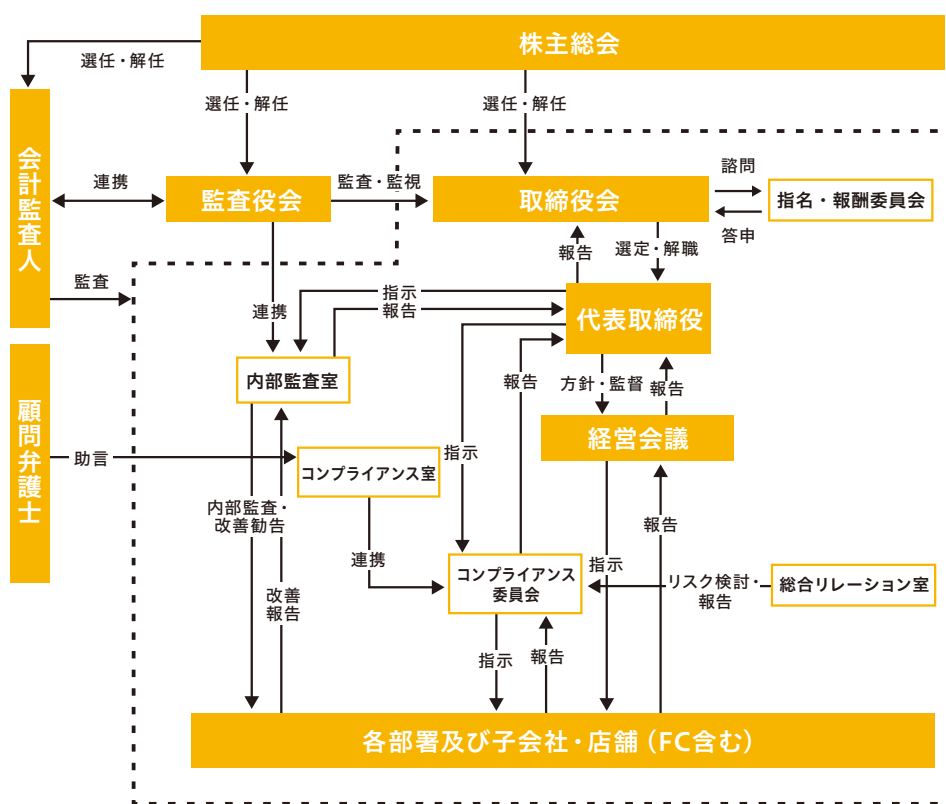 株主総会
選任・解任
選任・解任
選任・解任
会計監査人
連携
監査役会
監査・監視
取締役会
諮問
答申
指名・報酬委員会
監査
報告
選定・解職
指示
報告
連携
代表取締役
内部監査室
報告
方針・監督
報告
顧問弁護士
助言
コンプライアンス室
指示
経営会議
内部監査・
改善勧告
連携
報告
コンプライアンス
委員会
指示
リスク検討・
報告
総合リレーション室
改善
報告
指示
報告
各部署及び子会社・店舗（FC含む）